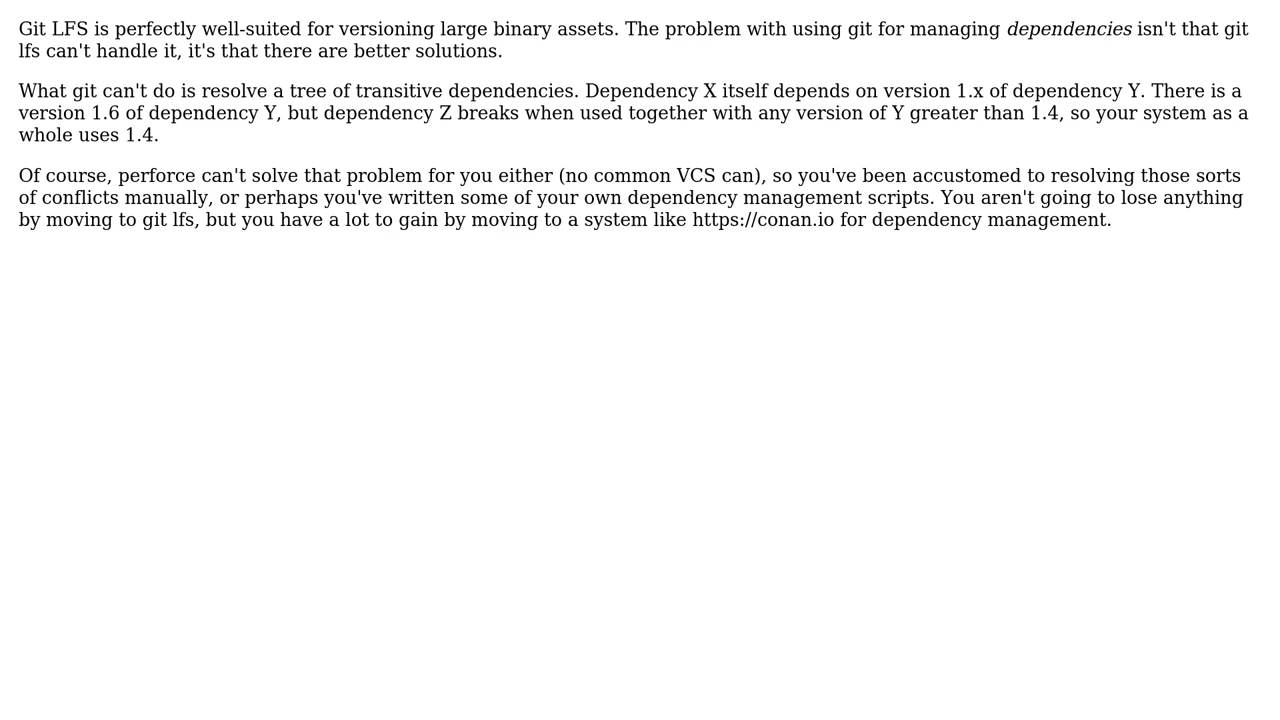 Git LFS is perfectly well-suited for versioning large binary assets. The problem with using git for managing dependencies isn't that git
lfs can't handle it, it's that there are better solutions.
What git can't do is resolve a tree of transitive dependencies. Dependency X itself depends on version 1.x of dependency Y. There is a
version 1.6 of dependency Y, but dependency Z breaks when used together with any version of Y greater than 1.4, so your system as a
whole uses 1.4.
Of course, perforce can't solve that problem for you either (no common VCS can), so you've been accustomed to resolving those sorts
of conflicts manually, or perhaps you've written some of your own dependency management scripts. You aren't going to lose anything
by moving to git lfs, but you have a lot to gain by moving to a system like https://conan.io for dependency management.